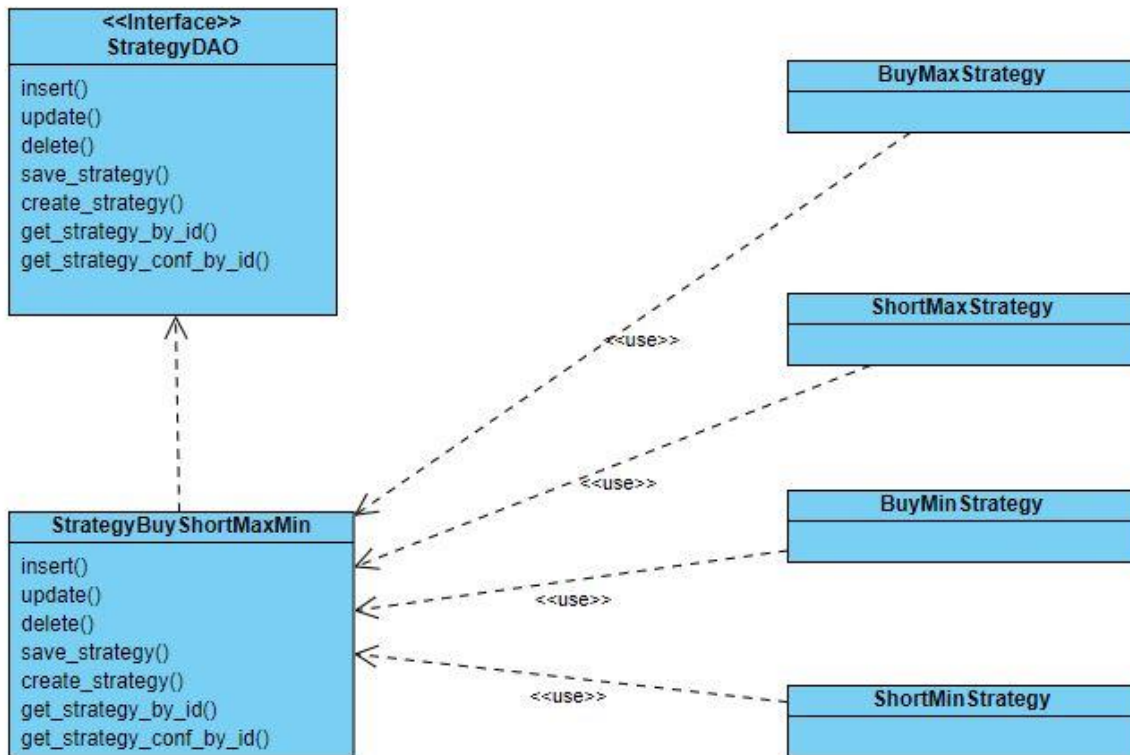 <<Interface>>
StrategyDAO
insert()
update()
delete()
save_strategy()
create_strategy()
get_strategy_by_id()
get_strategy_conf_by_id()
BuyMaxStrategy
ShortMaxStrategy
<<use>>
<<use>>
BuyMinStrategy
<<use>>
ShortMinStrategy
<<use>>
StrategyBuyShortMaxMin
insert()
update()
delete()
save_strategy()
create_strategy()
get_strategy_by_id()
get_strategy_conf_by_id()